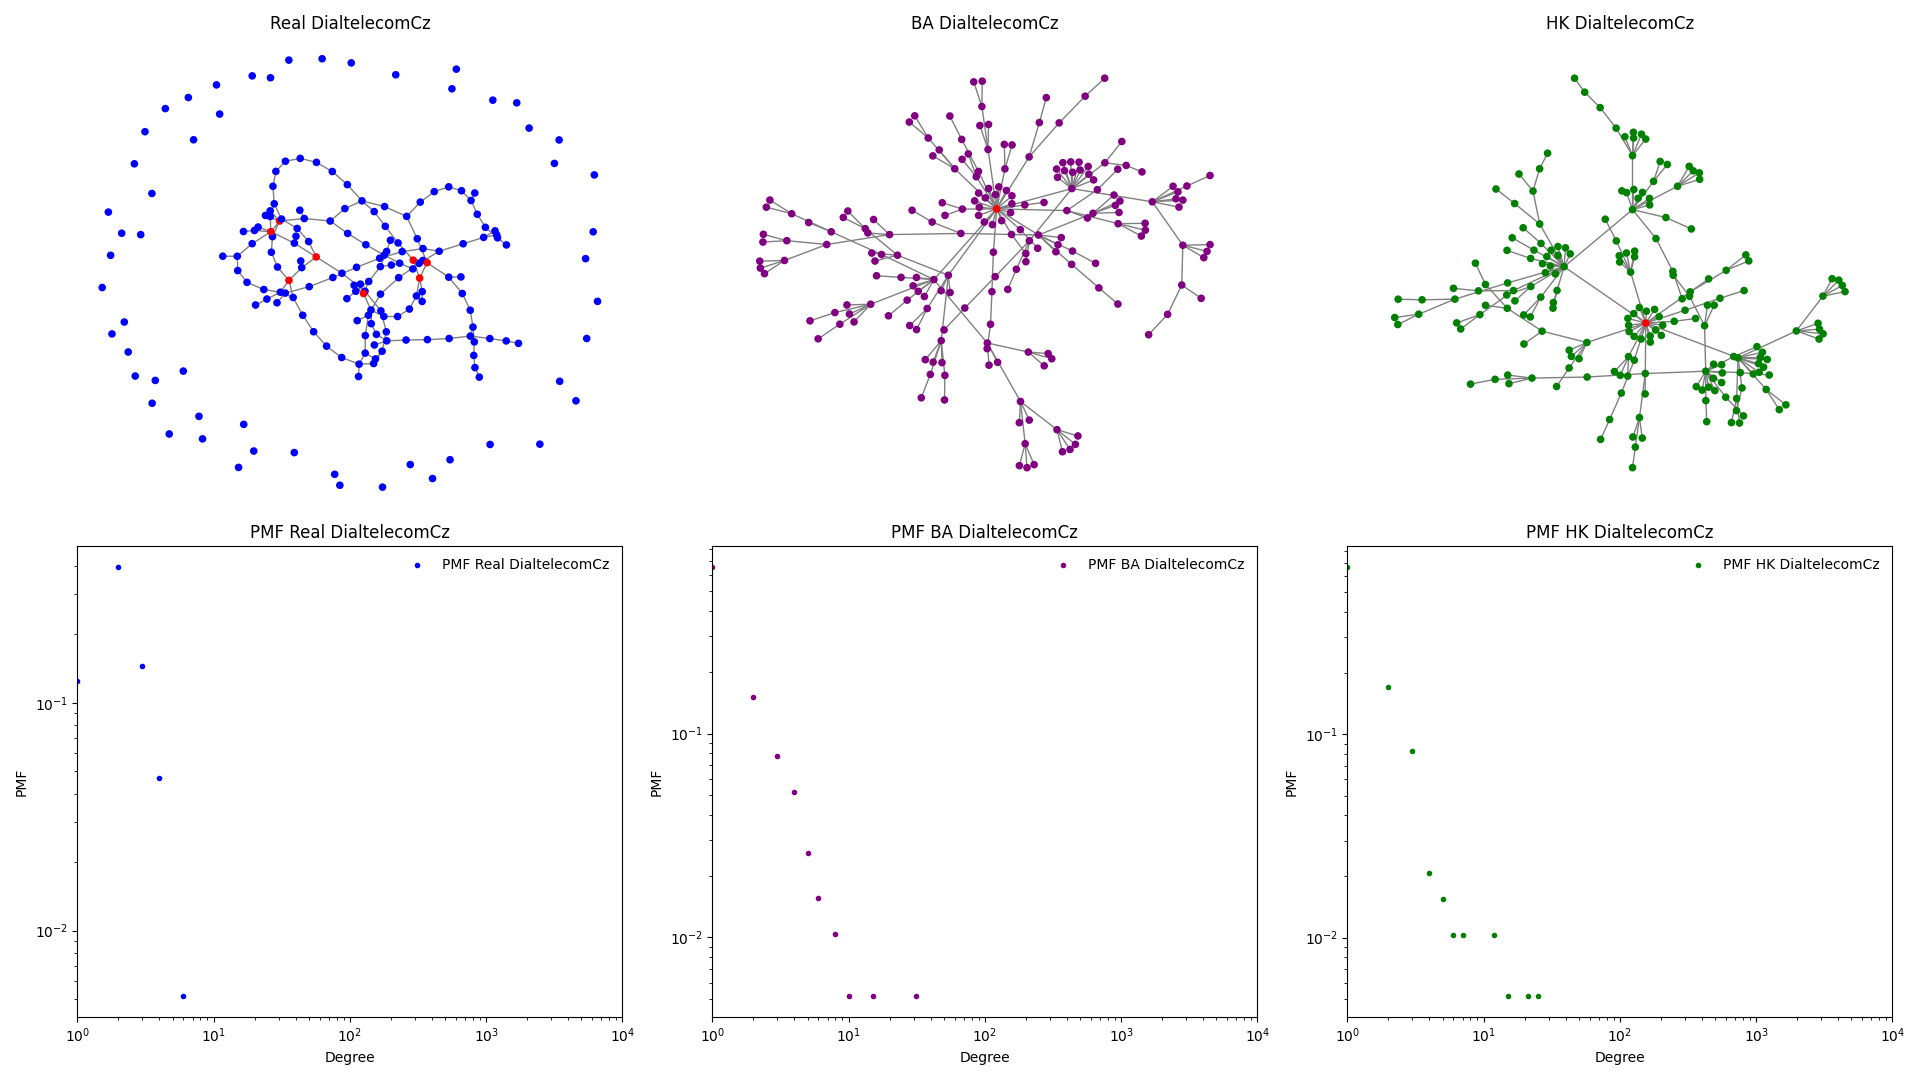 Real DialtelecomCz
BA DialtelecomCz
HK DialtelecomCz
PMF Real DialtelecomCz
PMF Real DialtelecomCz
10⁻¹
10⁻²
PMF
10⁰
10¹
10²
10³
10⁴
Degree
PMF BA DialtelecomCz
PMF BA DialtelecomCz
10⁻¹
10⁻²
PMF
10⁰
10¹
10²
10³
10⁴
Degree
PMF HK DialtelecomCz
PMF HK DialtelecomCz
10⁻¹
10⁻²
PMF
10⁰
10¹
10²
10³
10⁴
Degree